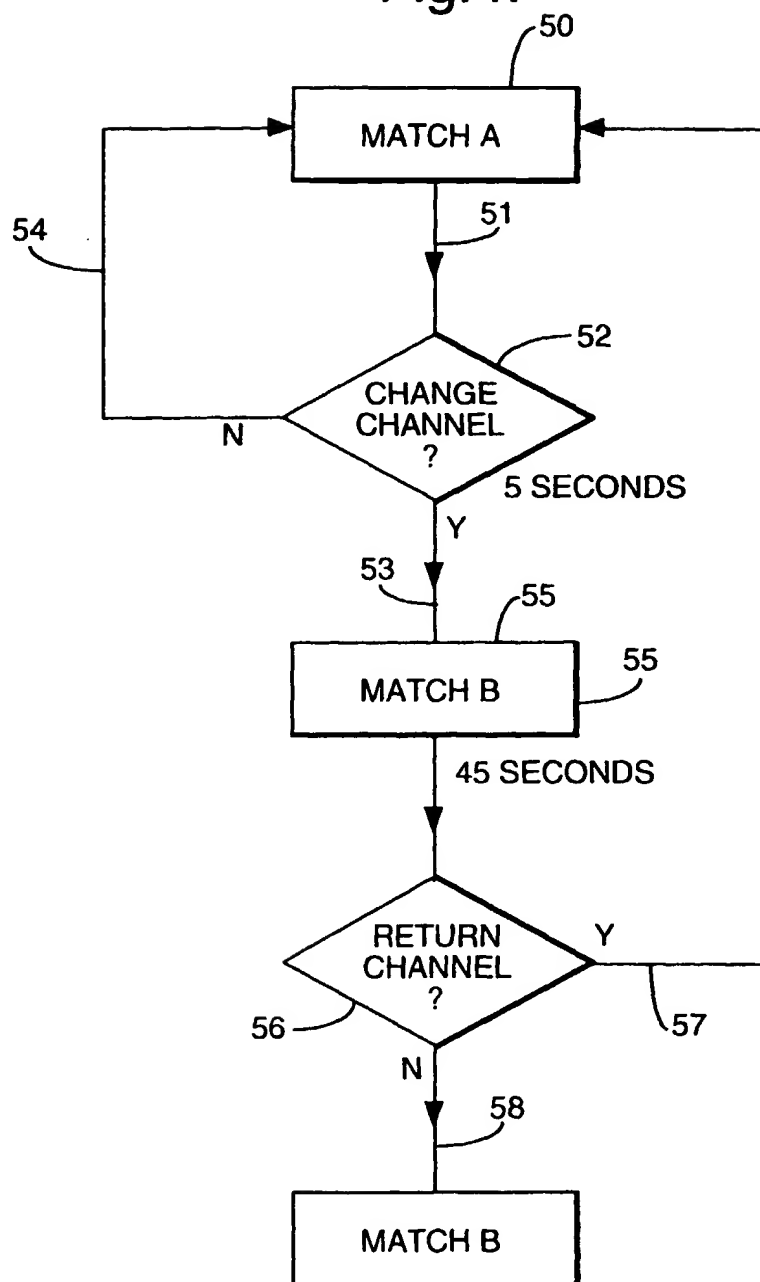 50
MATCH A
51
54
52
CHANGE
CHANNEL
?
N
5 SECONDS
Y
53
55
MATCH B
55
45 SECONDS
RETURN
CHANNEL
?
Y
56
57
N
58
MATCH B